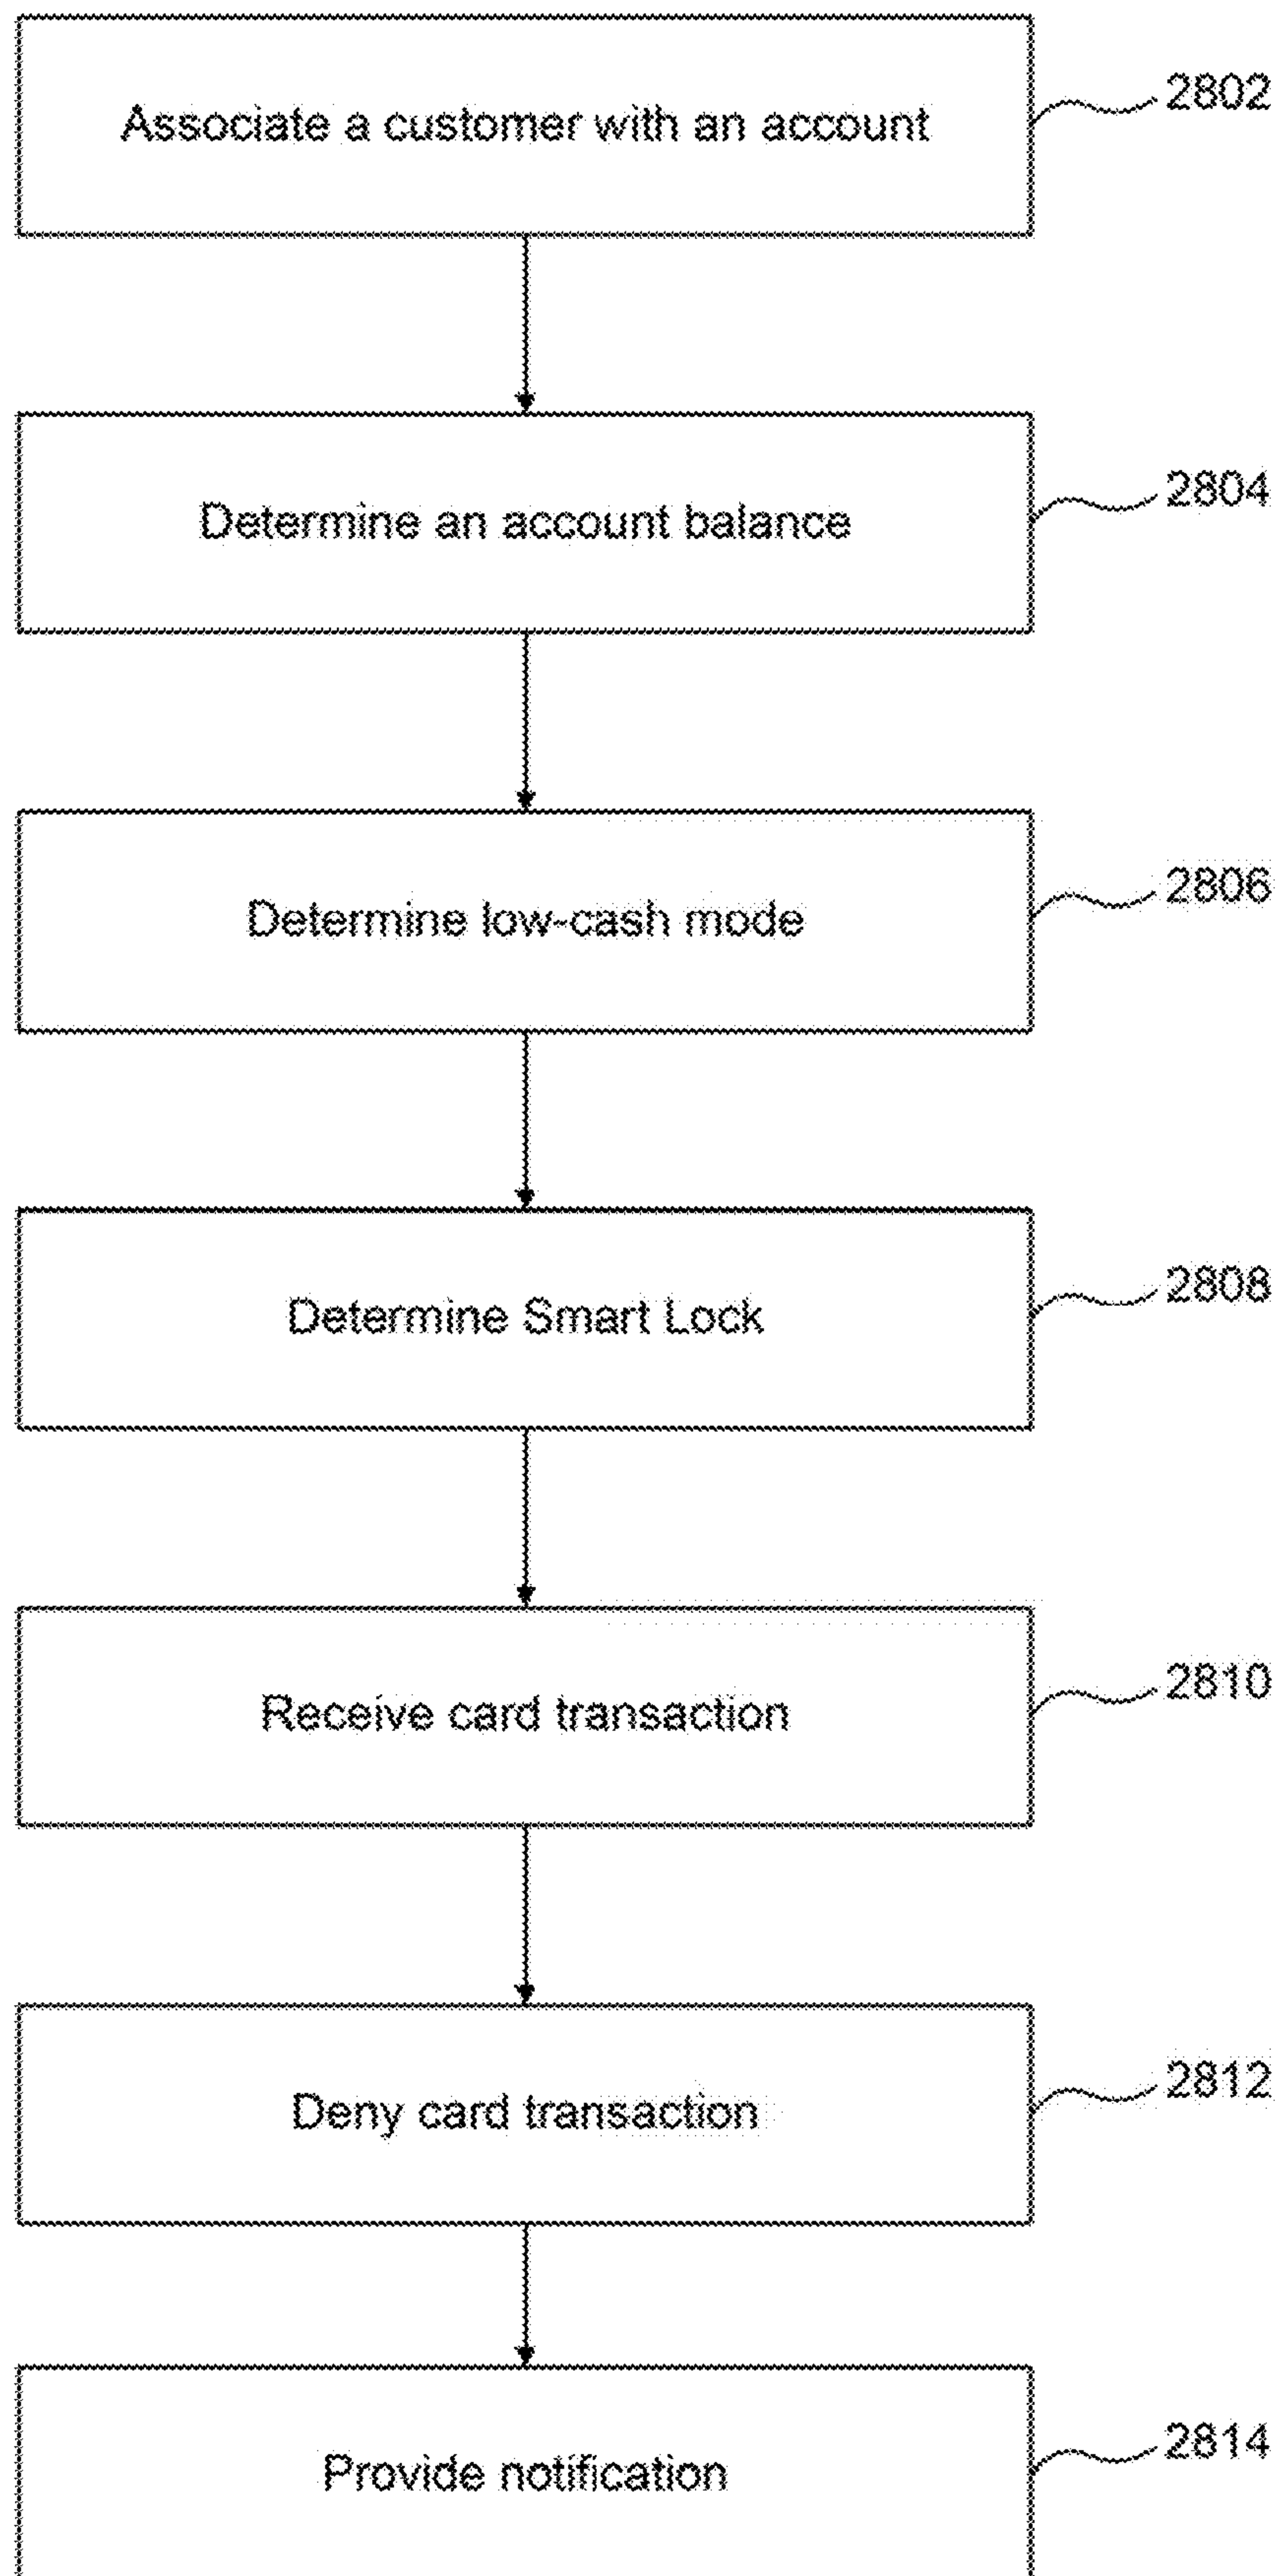 Associate a customer with an account
2802
Determine an account balance
2804
Determine low-cash mode
2806
Determine Smart Lock
2808
Receive card transaction
2810
Deny card transaction
2812
Provide notification
2814